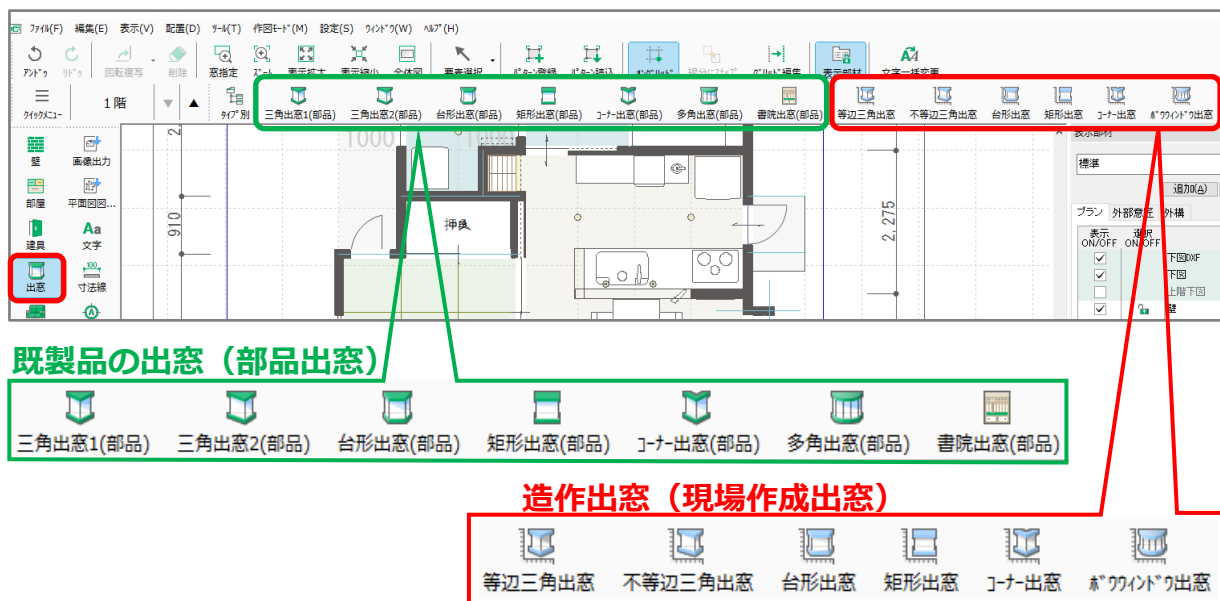 ﾌｧｲﾙ(F) 編集(E) 表示(V) 配置(D) ﾂｰﾙ(T) 作図ﾓｰﾄﾞ(M) 設定(S) ｳｨﾝﾄﾞｳ(W) ﾍﾙﾌﾟ(H)
ｱﾝﾄﾞｩ ﾘﾄﾞｩ 回転複写 削除 窓指定 ｽﾞｰﾑ 表示拡大 表示縮小 全体図 要素選択 ﾊﾟﾀｰﾝ登録 ﾊﾟﾀｰﾝ読込 ｵﾝｸﾞﾘｯﾄﾞ 線分にｽﾅｯﾌﾟ ｸﾞﾘｯﾄﾞ編集 表示部材 文字一括変更
ｸｲｯｸﾒﾆｭｰ 1 階 ▼ ▲ ﾀｲﾌﾟ別 三角出窓1(部品) 三角出窓2(部品) 台形出窓(部品) 矩形出窓(部品) ｺｰﾅｰ出窓(部品) 多角出窓(部品) 書院出窓(部品) 等辺三角出窓 不等辺三角出窓 台形出窓 矩形出窓 ｺｰﾅｰ出窓 ﾎﾞｳｳｨﾝﾄﾞｳ出窓
壁 画像出力
部屋 平面図図...
建具 文字
出窓 寸法線
1000 1000
910
押入
2,275
表示部材
標準
追加(A)
プラン 外部意匠 外構
表示 ON/OFF 選択 ON/OFF
下図DXF
下図
上階下図
壁
既製品の出窓（部品出窓）
三角出窓1(部品) 三角出窓2(部品) 台形出窓(部品) 矩形出窓(部品) ｺｰﾅｰ出窓(部品) 多角出窓(部品) 書院出窓(部品)
造作出窓（現場作成出窓）
等辺三角出窓 不等辺三角出窓 台形出窓 矩形出窓 ｺｰﾅｰ出窓 ﾎﾞｳｳｨﾝﾄﾞｳ出窓